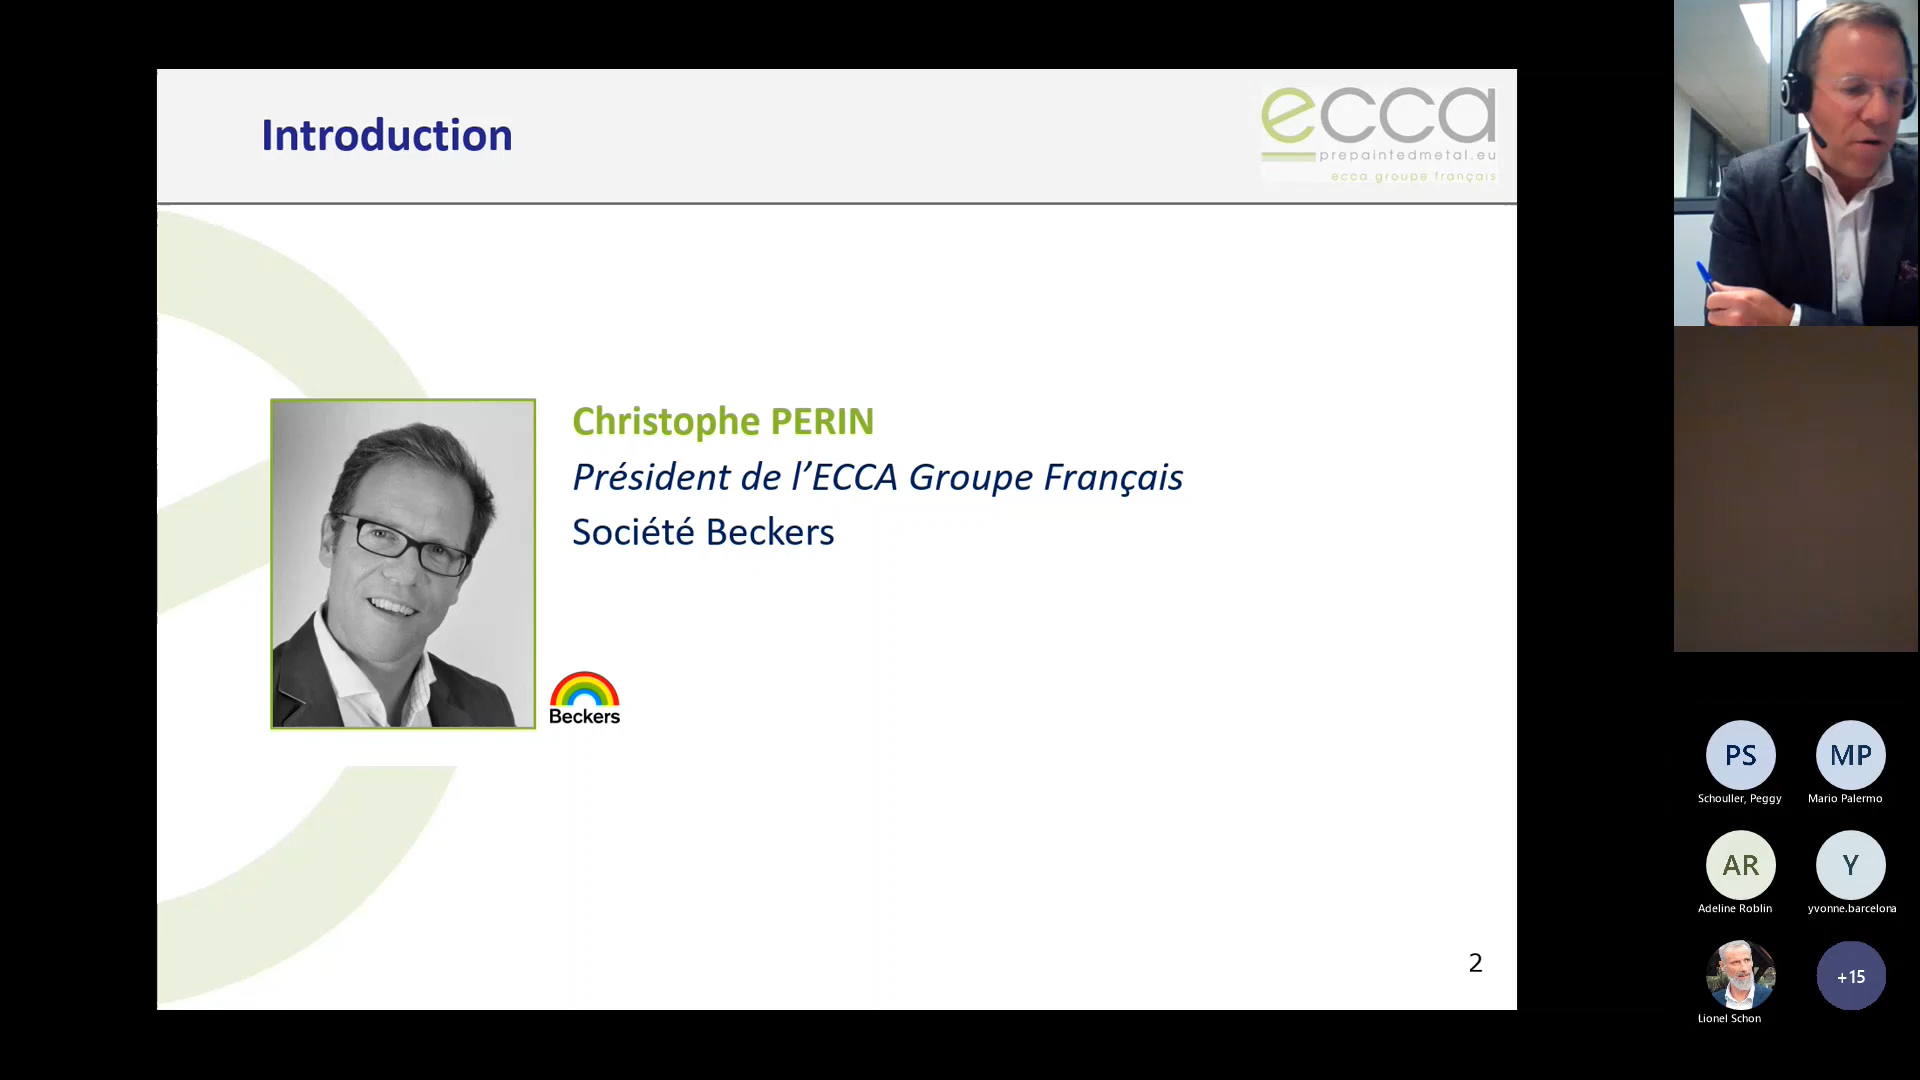 Introduction
ecca
prepaintedmetal.eu
ecca groupe français
Christophe PERIN
Président de l’ECCA Groupe Français
Société Beckers
Beckers
2
PS
MP
Schouller, Peggy
Mario Palermo
AR
Y
Adeline Roblin
yvonne.barcelona
+15
Lionel Schon